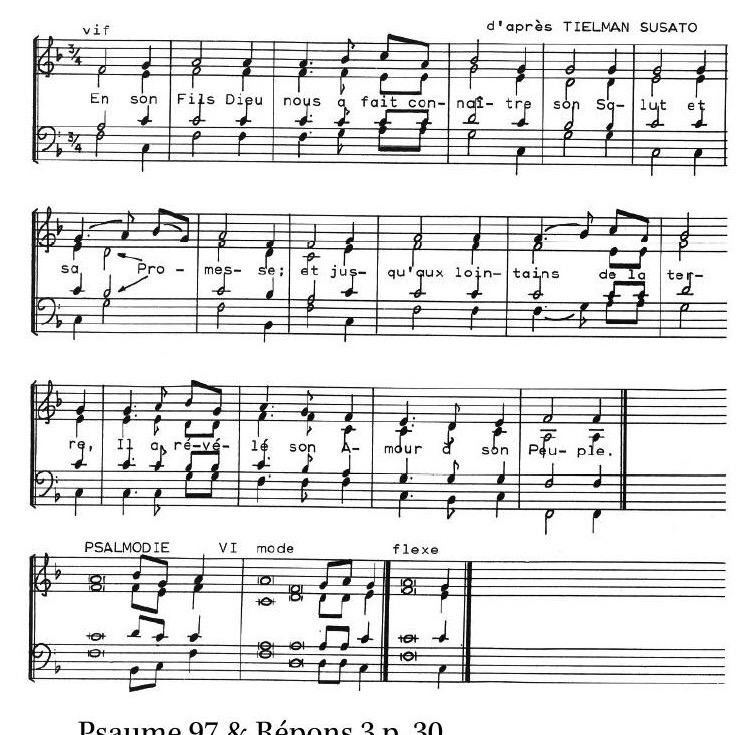 vif d'après TIELMAN SUSATO
3/4 En son Fils Dieu nous a fait con- naî- tre son Sa- lut et
3/4
sa Pro - mes- se; et jus- qu'aux loin- tains de la ter-
re, Il a ré-vé- lé son A- mour à son Peu- ple.
PSALMODIE VI mode flexe
Psaume 97 & Répons 3 p. 30